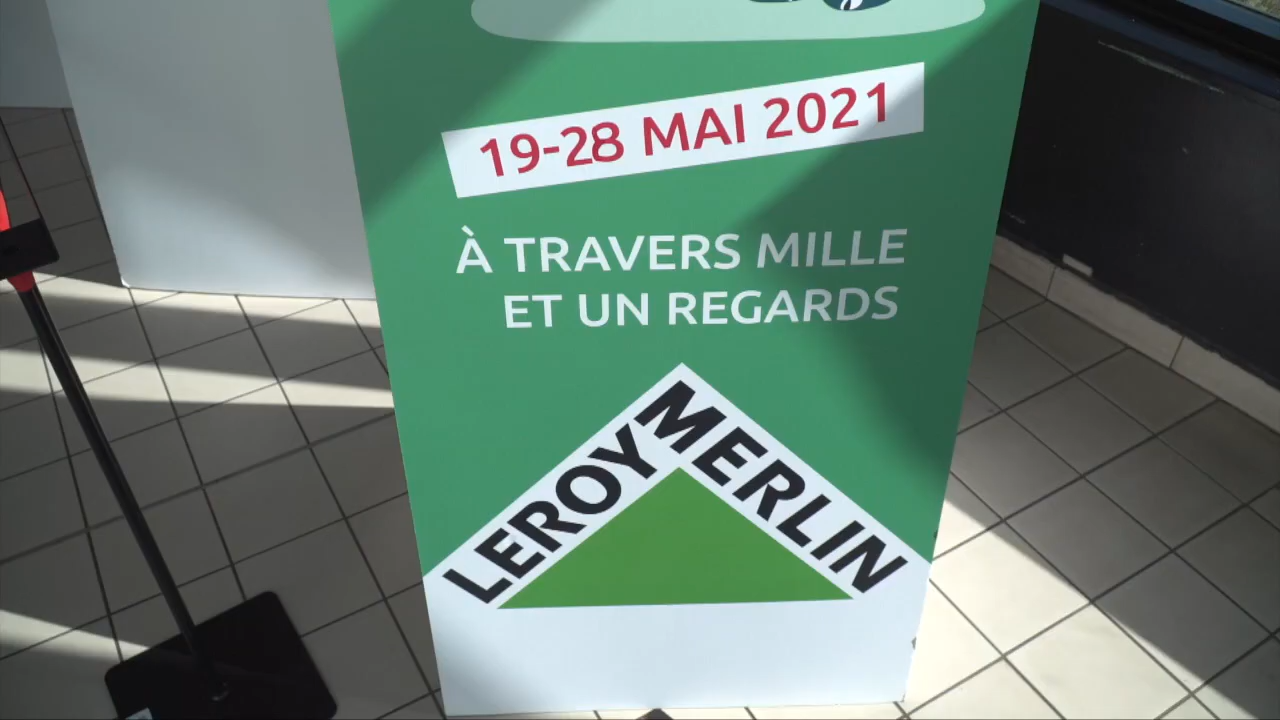 19-28 MAI 2021
À TRAVERS MILLE
ET UN REGARDS
LEROY MERLIN